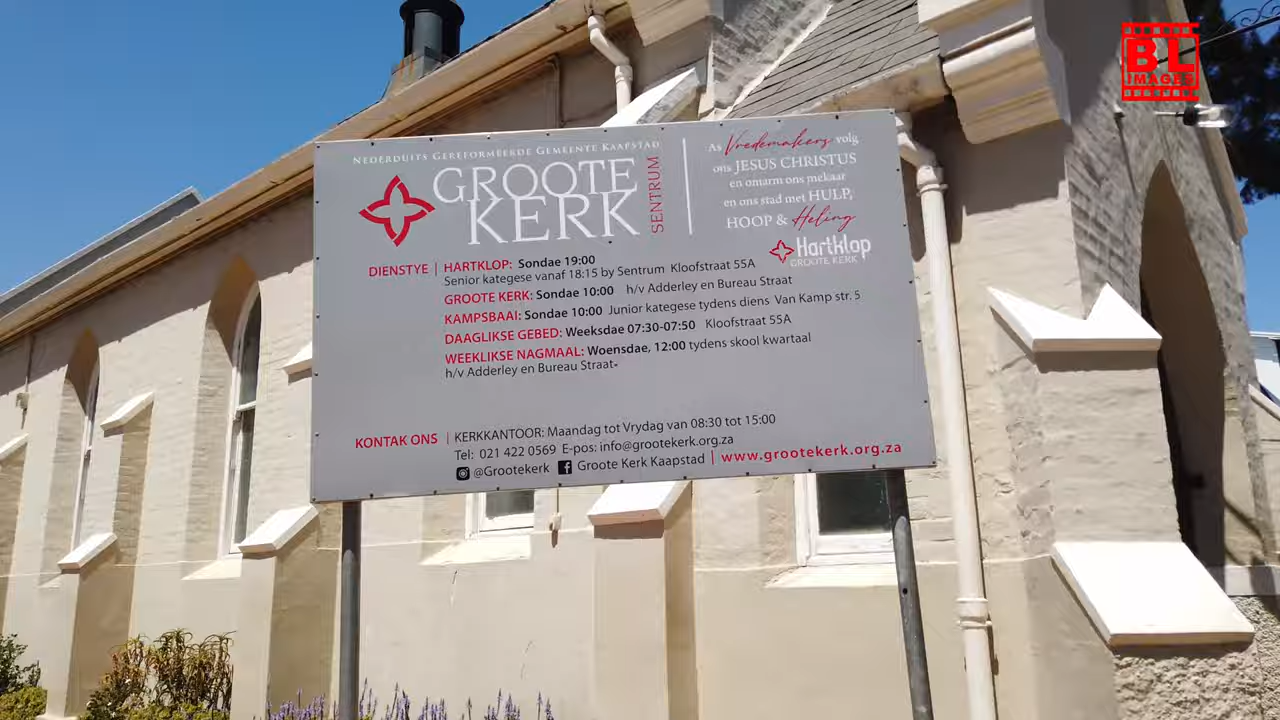 NEDERDUITS GEREFORMEERDE GEMEENTE KAAPSTAD
GROOTE
KERK
SENTRUM
As Vredemakers volg
ons JESUS CHRISTUS
en omarm ons mekaar
en ons stad met HULP,
HOOP & Heling
Hartklop
GROOTE KERK
DIENSTYE | HARTKLOP: Sondae 19:00
Senior kategese vanaf 18:15 by Sentrum Kloofstraat 55A
GROOTE KERK: Sondae 10:00 h/v Adderley en Bureau Straat
KAMPSBAAI: Sondae 10:00 Junior kategese tydens diens Van Kamp str. 5
DAAGLIKSE GEBED: Weeksdae 07:30-07:50 Kloofstraat 55A
WEEKLIKSE NAGMAAL: Woensdae, 12:00 tydens skool kwartaal
h/v Adderley en Bureau Straat
KONTAK ONS | KERKKANTOOR: Maandag tot Vrydag van 08:30 tot 15:00
Tel: 021 422 0569 E-pos: info@grootekerk.org.za
@Grootekerk Groote Kerk Kaapstad | www.grootekerk.org.za
BL
IMAGES